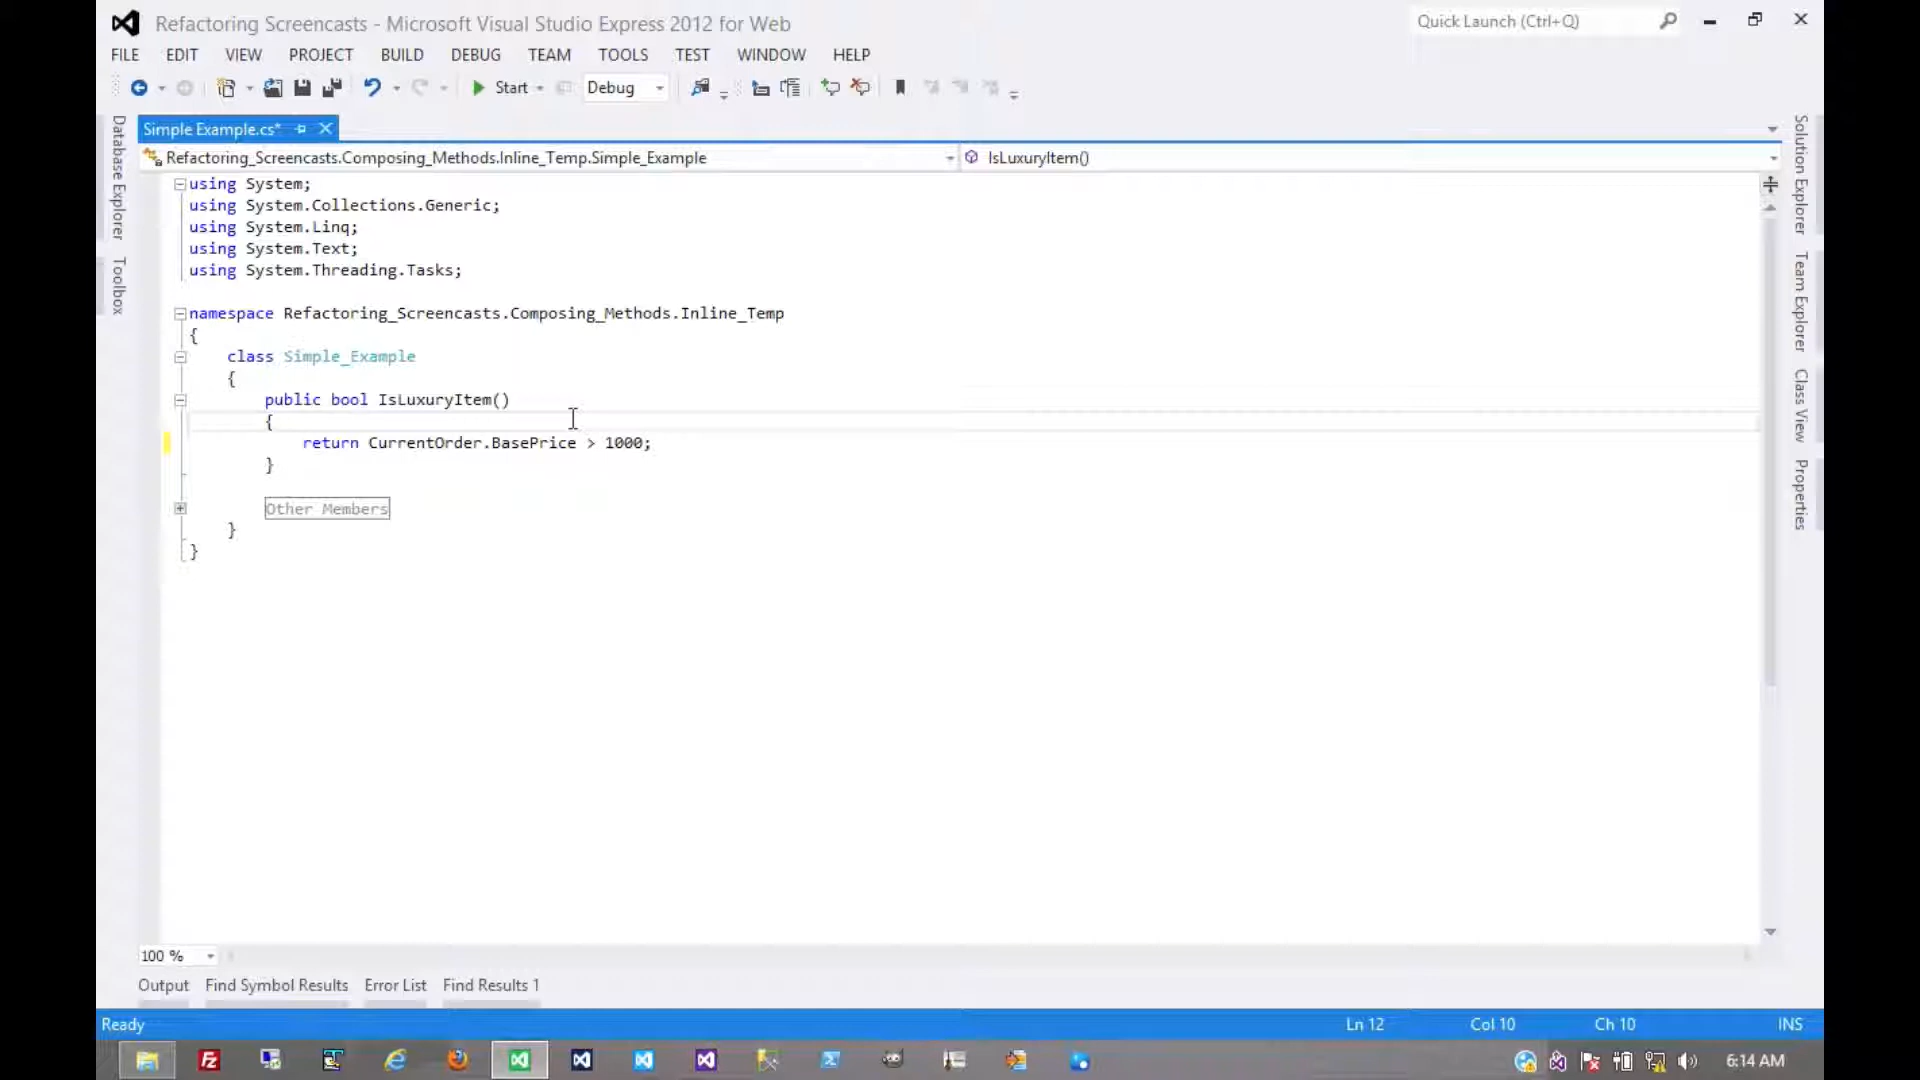 Refactoring Screencasts - Microsoft Visual Studio Express 2012 for Web
Quick Launch (Ctrl+Q)
FILE EDIT VIEW PROJECT BUILD DEBUG TEAM TOOLS TEST WINDOW HELP
Start Debug
Simple Example.cs*
Refactoring_Screencasts.Composing_Methods.Inline_Temp.Simple_Example IsLuxuryItem()
using System;
using System.Collections.Generic;
using System.Linq;
using System.Text;
using System.Threading.Tasks;
namespace Refactoring_Screencasts.Composing_Methods.Inline_Temp
{
class Simple_Example
{
public bool IsLuxuryItem()
{
return CurrentOrder.BasePrice > 1000;
}
Other Members
}
}
Database Explorer
Toolbox
Solution Explorer
Team Explorer
Class View
Properties
100 %
Output Find Symbol Results Error List Find Results 1
Ready Ln 12 Col 10 Ch 10 INS
6:14 AM